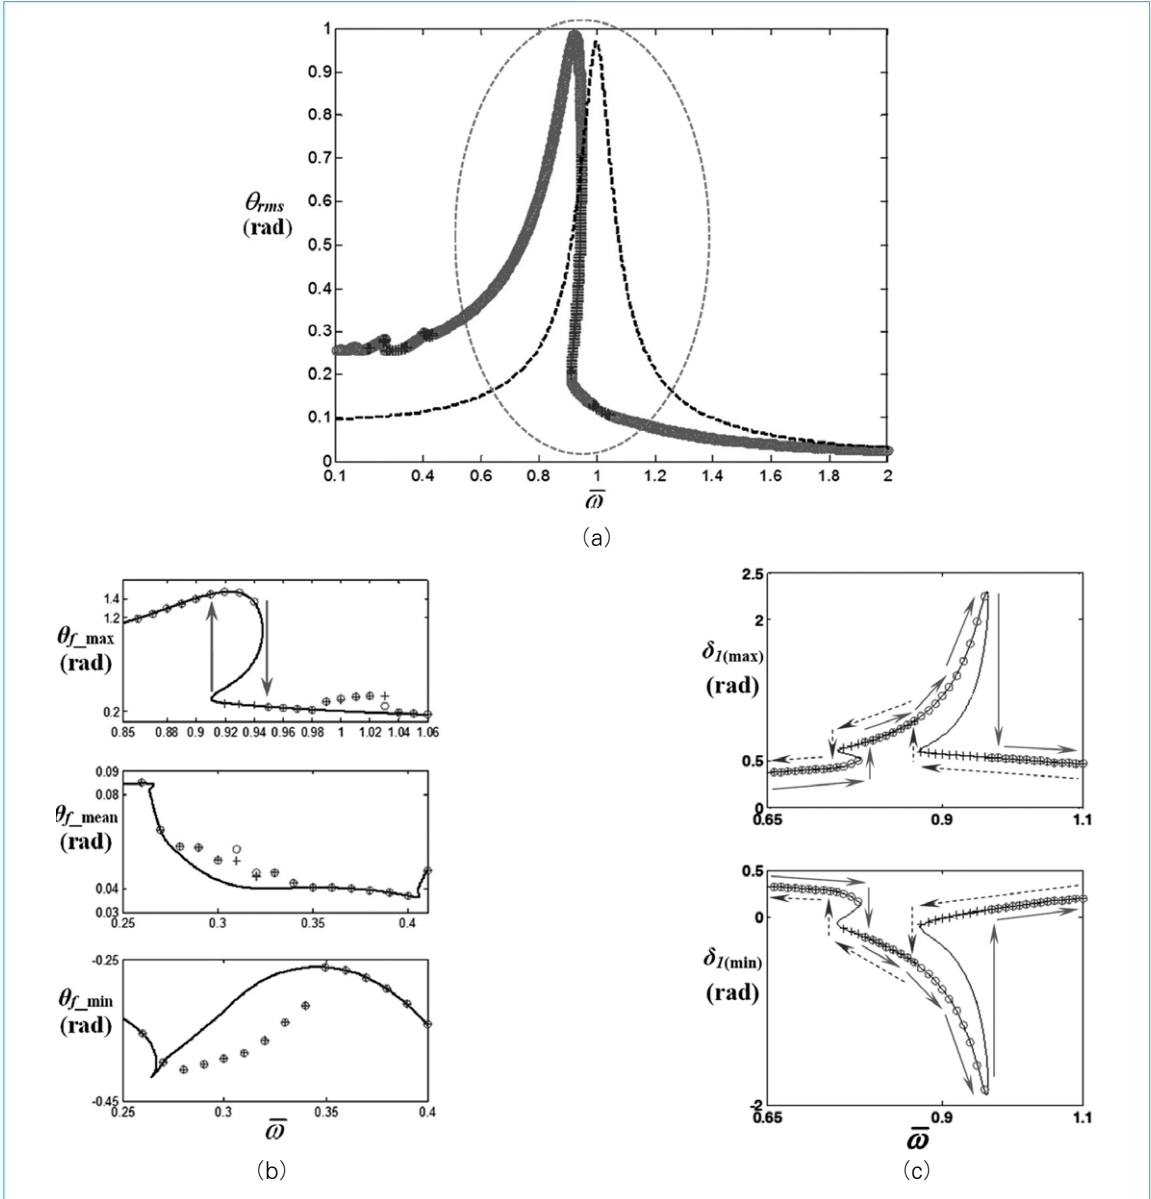 1
0.9
0.8
0.7
0.6
0.5
0.4
0.3
0.2
0.1
0
θrms
(rad)
0.1 0.4 0.6 0.8 1 1.2 1.4 1.6 1.8 2
ω̅
(a)
1.4
1.2
0.2
θf_max
(rad)
0.85 0.88 0.9 0.92 0.94 0.96 0.98 1 1.02 1.04 1.06
0.09
0.08
0.04
0.03
θf_mean
(rad)
0.25 0.3 0.35 0.4
-0.25
-0.45
θf_min
(rad)
0.25 0.3 0.35 0.4
ω̅
(b)
2.5
2
0.5
0
δ1(max)
(rad)
0.65 0.9 1.1
0.5
0
-2
δ1(min)
(rad)
0.65 0.9 1.1
ω̅
(c)